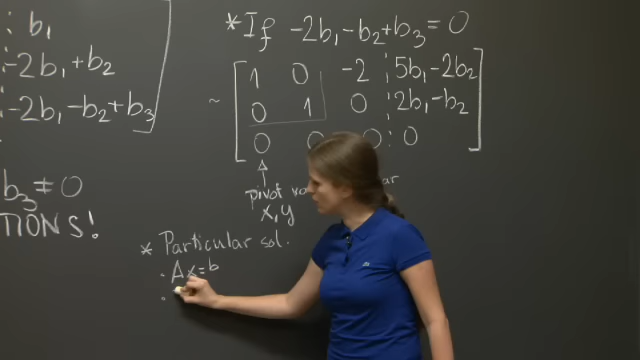 b₁
-2b₁+b₂
-2b₁-b₂+b₃
b₃≠0
TIONS!
*If -2b₁-b₂+b₃=0
~ [1 0 -2 ⋮ 5b₁-2b₂
0 1 0 ⋮ 2b₁-b₂
0 0 0 ⋮ 0]
pivot
x,y
* Particular sol.
· Ax=b